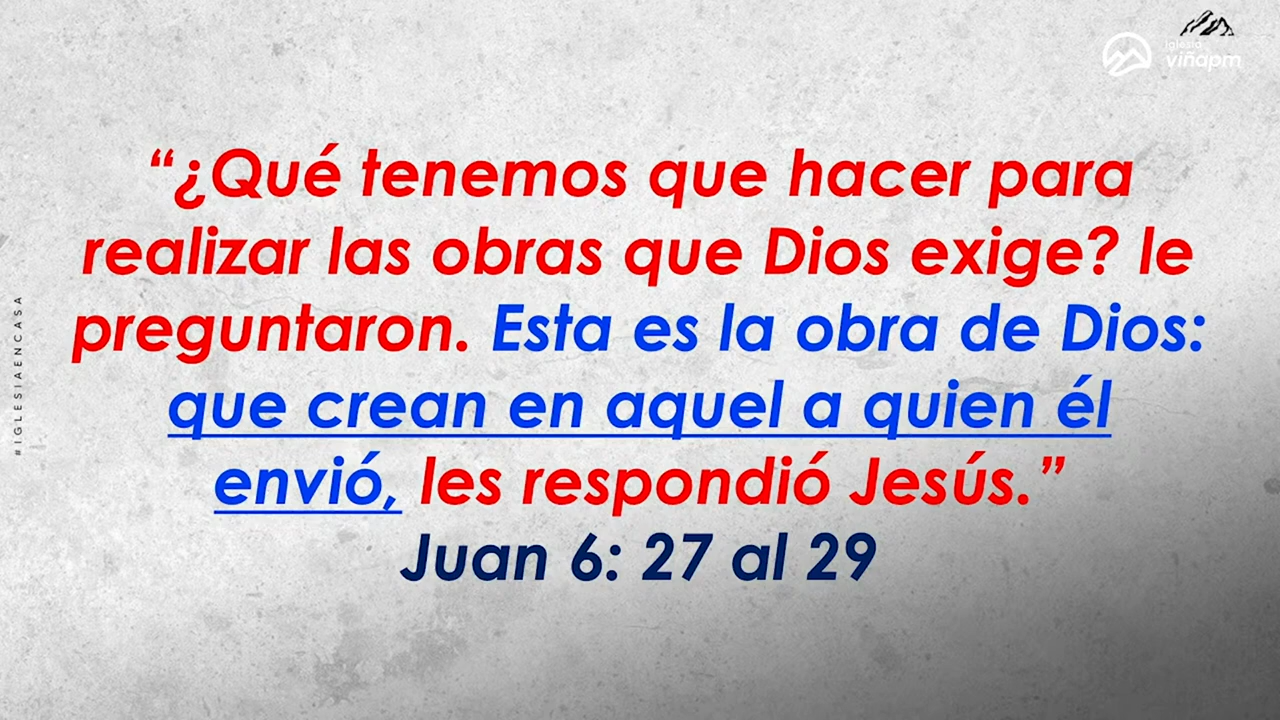 iglesia
viñapm
“¿Qué tenemos que hacer para
realizar las obras que Dios exige? le
preguntaron. Esta es la obra de Dios:
que crean en aquel a quien él
envió, les respondió Jesús.”
Juan 6: 27 al 29
#IGLESIAENCASA